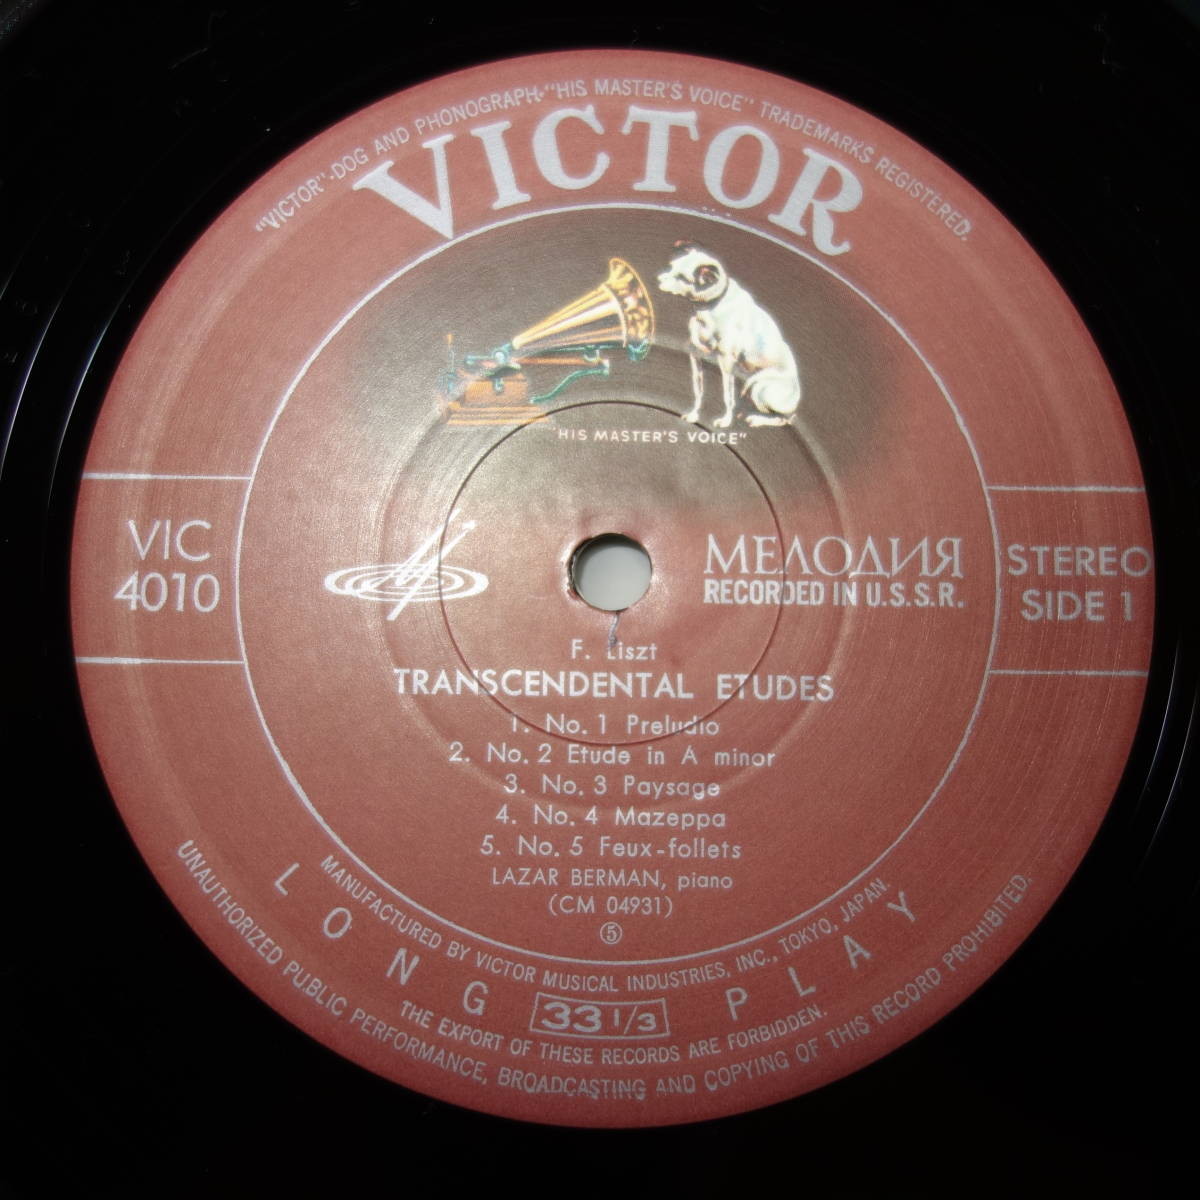 "VICTOR"-DOG AND PHONOGRAPH-"HIS MASTER'S VOICE" TRADEMARKS REGISTERED.
VICTOR
"HIS MASTER'S VOICE"
VIC
4010
МЕЛОДИЯ
RECORDED IN U.S.S.R.
STEREO
SIDE 1
F. Liszt
TRANSCENDENTAL ETUDES
1. No. 1 Preludio
2. No. 2 Etude in A minor
3. No. 3 Paysage
4. No. 4 Mazeppa
5. No. 5 Feux-follets
LAZAR BERMAN, piano
(CM 04931)
⑤
MANUFACTURED BY VICTOR MUSICAL INDUSTRIES, INC., TOKYO, JAPAN.
LONG 33 1/3 PLAY
THE EXPORT OF THESE RECORDS ARE FORBIDDEN.
UNAUTHORIZED PUBLIC PERFORMANCE, BROADCASTING AND COPYING OF THIS RECORD PROHIBITED.